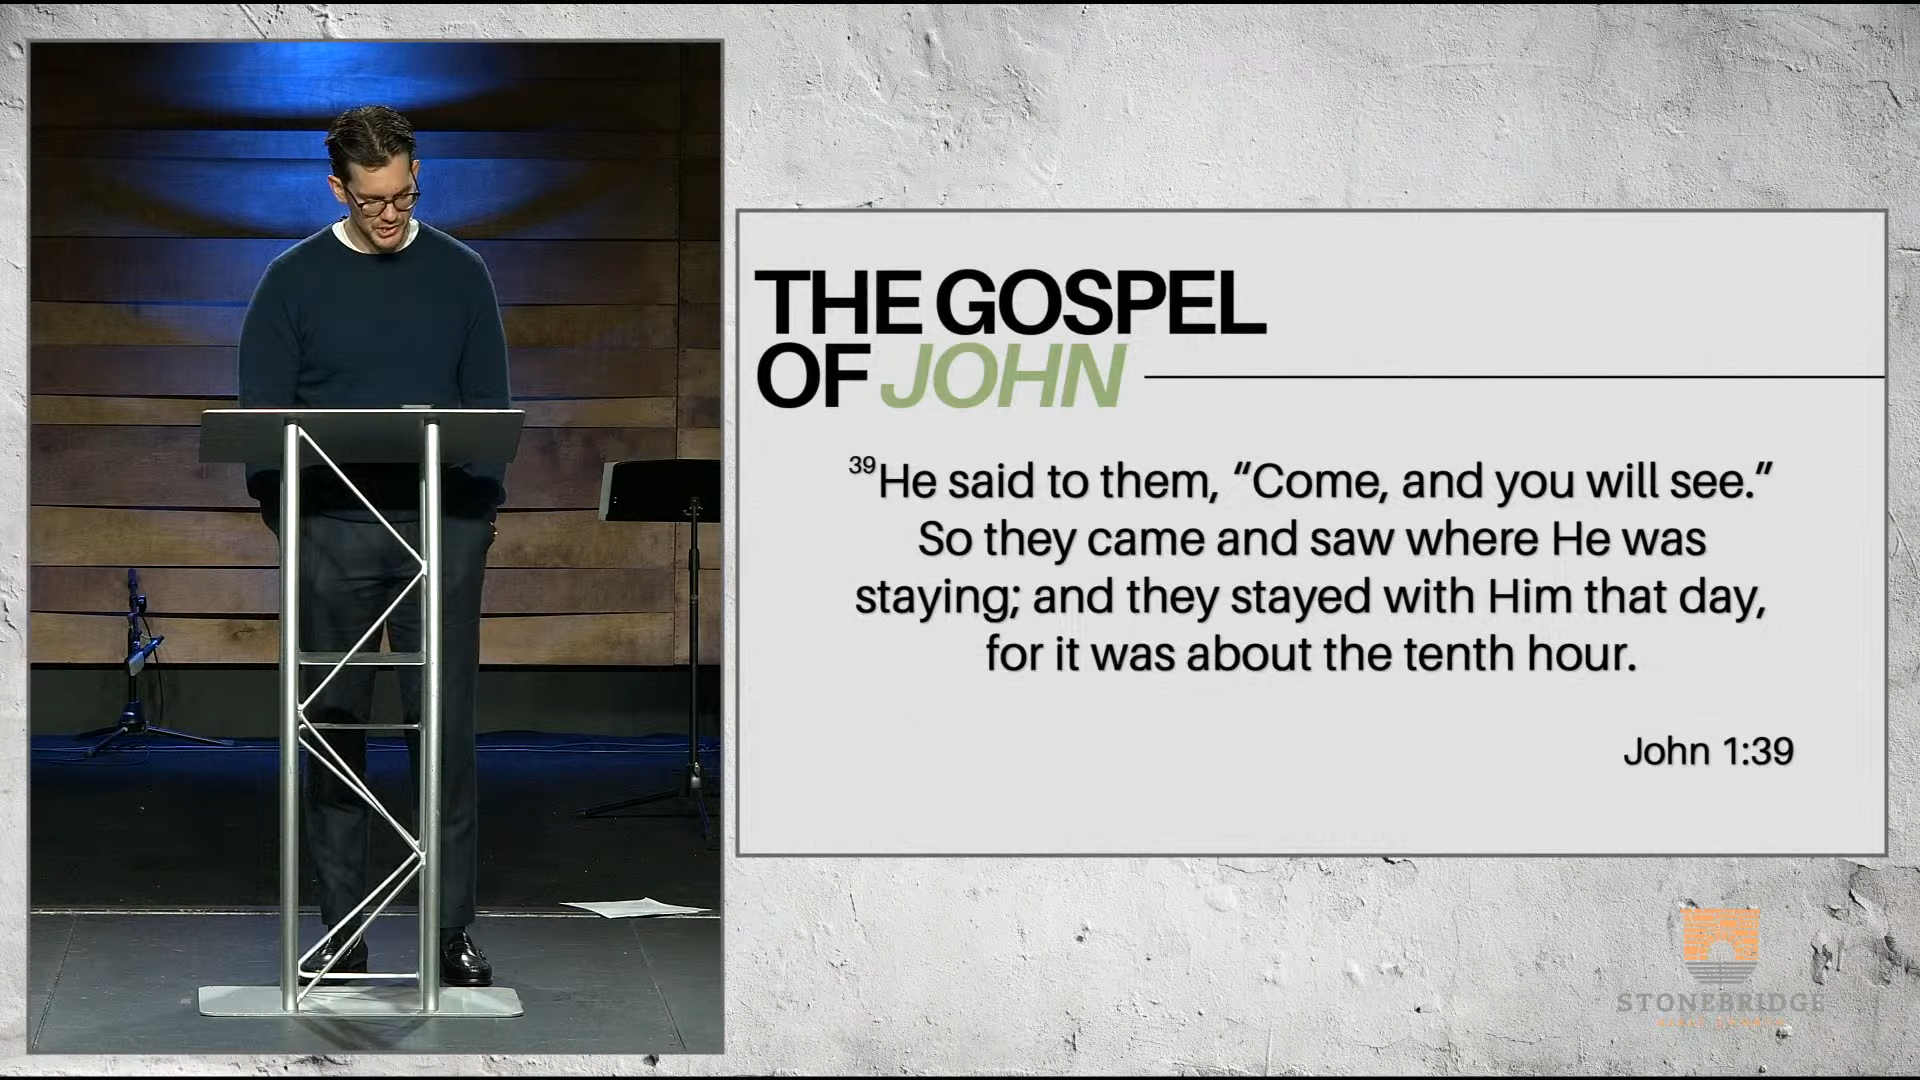 THE GOSPEL
OF JOHN
³⁹He said to them, “Come, and you will see.”
So they came and saw where He was
staying; and they stayed with Him that day,
for it was about the tenth hour.
John 1:39
STONEBRIDGE